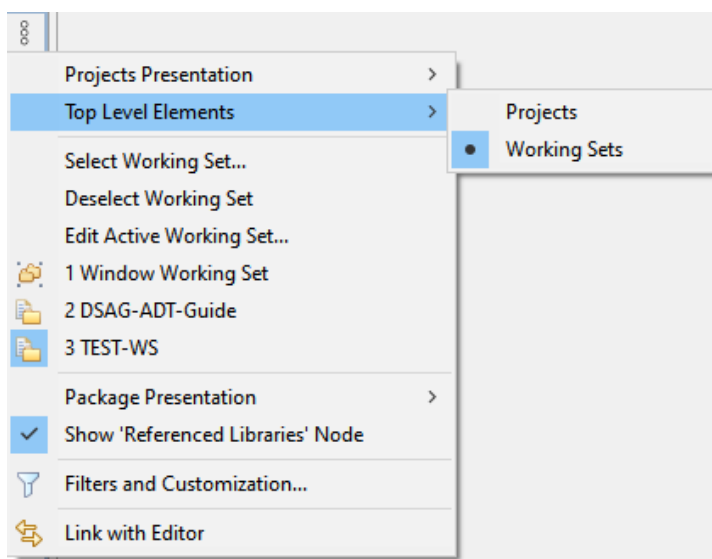 Projects Presentation
Top Level Elements
Projects
Working Sets
Select Working Set...
Deselect Working Set
Edit Active Working Set...
1 Window Working Set
2 DSAG-ADT-Guide
3 TEST-WS
Package Presentation
Show 'Referenced Libraries' Node
Filters and Customization...
Link with Editor